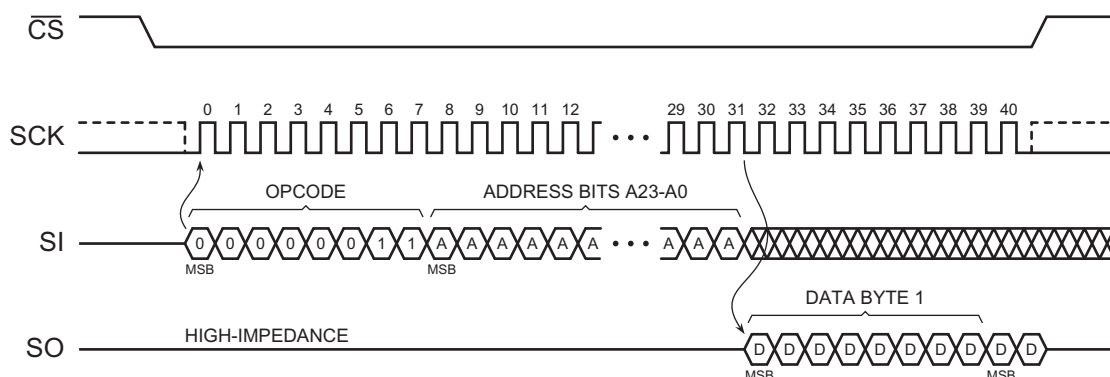 CS
0 1 2 3 4 5 6 7 8 9 10 11 12 29 30 31 32 33 34 35 36 37 38 39 40
SCK
OPCODE ADDRESS BITS A23-A0
SI 0 0 0 0 0 0 1 1 A A A A A A A A A
MSB MSB
DATA BYTE 1
HIGH-IMPEDANCE
SO D D D D D D D D D D
MSB MSB